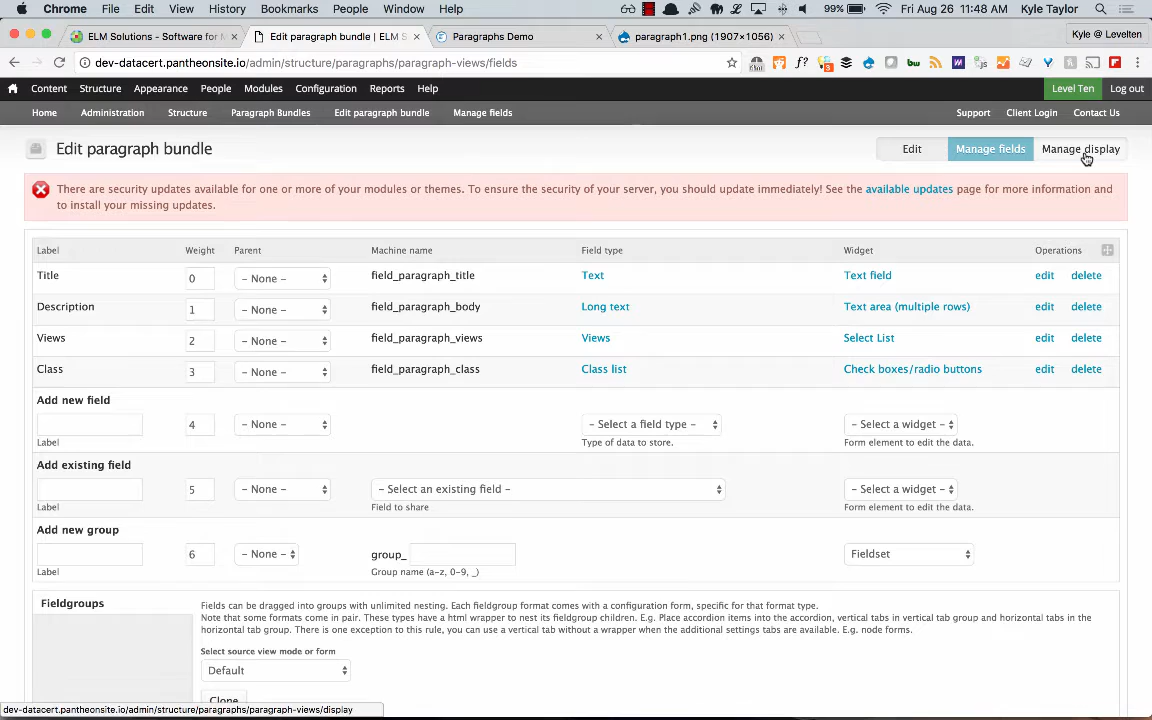 Chrome File Edit View History Bookmarks People Window Help 99% Fri Aug 26 11:48 AM Kyle Taylor
ELM Solutions - Software for M Edit paragraph bundle | ELM S Paragraphs Demo paragraph1.png (1907×1056) Kyle @ Levelten
dev-datacert.pantheonsite.io/admin/structure/paragraphs/paragraph-views/fields
Content Structure Appearance People Modules Configuration Reports Help Level Ten Log out
Home Administration Structure Paragraph Bundles Edit paragraph bundle Manage fields Support Client Login Contact Us
Edit paragraph bundle Edit Manage fields Manage display
There are security updates available for one or more of your modules or themes. To ensure the security of your server, you should update immediately! See the available updates page for more information and
to install your missing updates.
Label Weight Parent Machine name Field type Widget Operations
Title 0 - None - field_paragraph_title Text Text field edit delete
Description 1 - None - field_paragraph_body Long text Text area (multiple rows) edit delete
Views 2 - None - field_paragraph_views Views Select List edit delete
Class 3 - None - field_paragraph_class Class list Check boxes/radio buttons edit delete
Add new field
4 - None - - Select a field type - - Select a widget -
Label Type of data to store. Form element to edit the data.
Add existing field
5 - None - - Select an existing field - - Select a widget -
Label Field to share Form element to edit the data.
Add new group
6 - None - group_ Fieldset
Label Group name (a-z, 0-9, _)
Fieldgroups Fields can be dragged into groups with unlimited nesting. Each fieldgroup format comes with a configuration form, specific for that format type.
Note that some formats come in pair. These types have a html wrapper to nest its fieldgroup children. E.g. Place accordion items into the accordion, vertical tabs in vertical tab group and horizontal tabs in the
horizontal tab group. There is one exception to this rule, you can use a vertical tab without a wrapper when the additional settings tabs are available. E.g. node forms.
Select source view mode or form
Default
Clone
dev-datacert.pantheonsite.io/admin/structure/paragraphs/paragraph-views/display